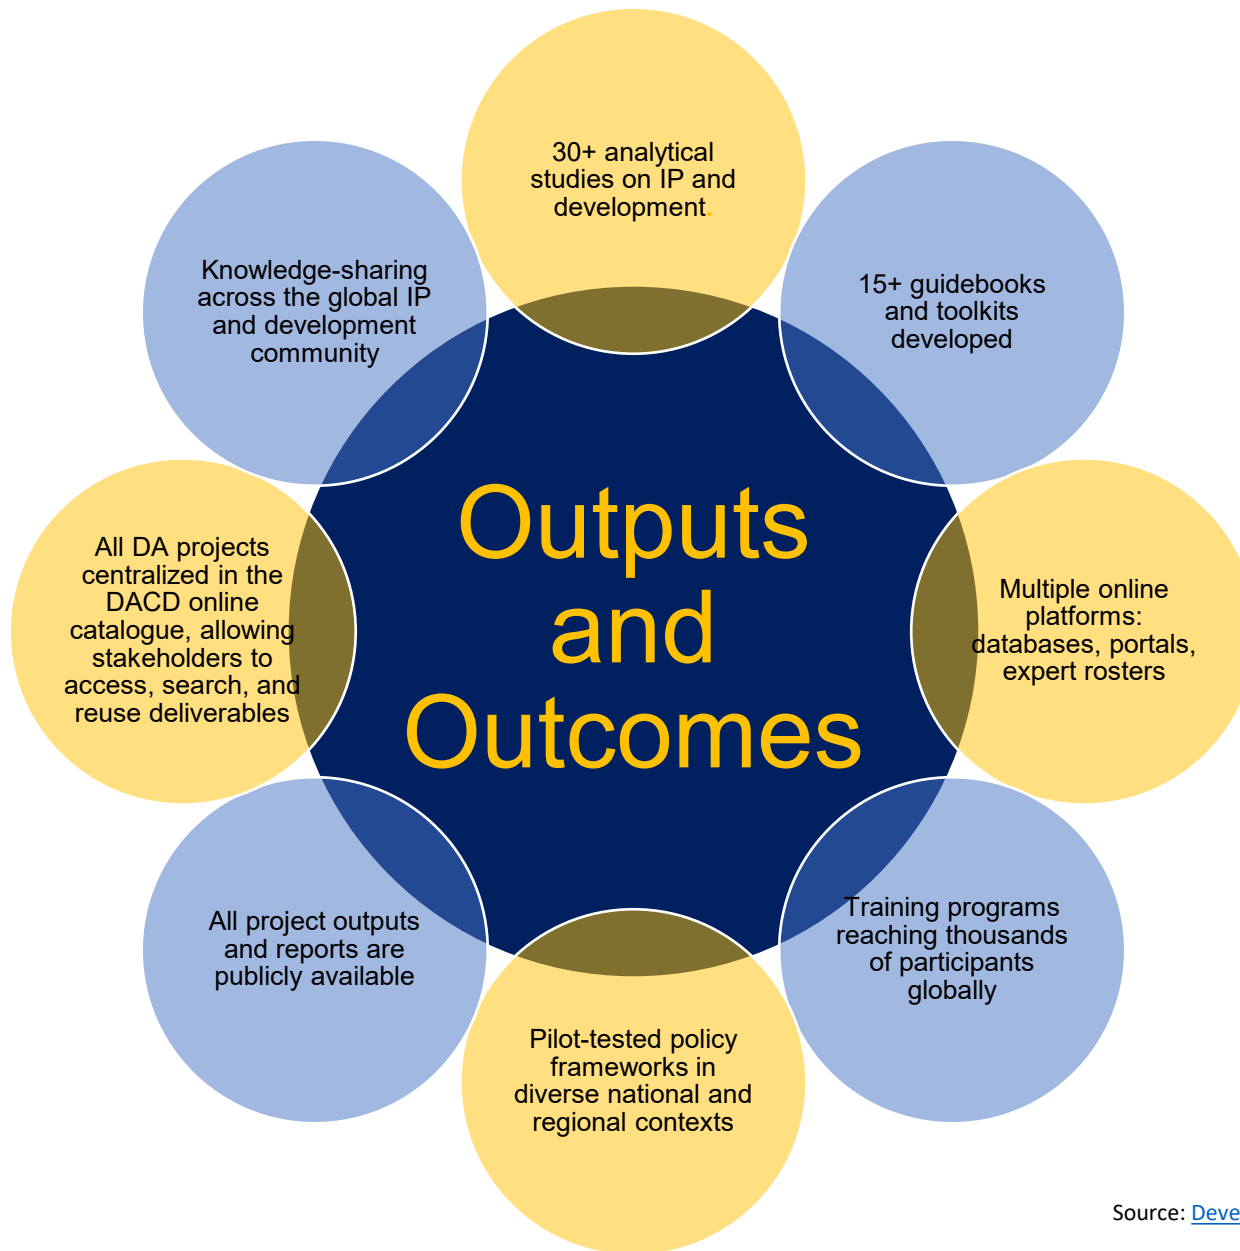 30+ analytical
studies on IP and
development.
15+ guidebooks
and toolkits
developed
Multiple online
platforms:
databases, portals,
expert rosters
Training programs
reaching thousands
of participants
globally
Pilot-tested policy
frameworks in
diverse national and
regional contexts
All project outputs
and reports are
publicly available
All DA projects
centralized in the
DACD online
catalogue, allowing
stakeholders to
access, search, and
reuse deliverables
Knowledge-sharing
across the global IP
and development
community
Outputs
and
Outcomes
Source: Deve